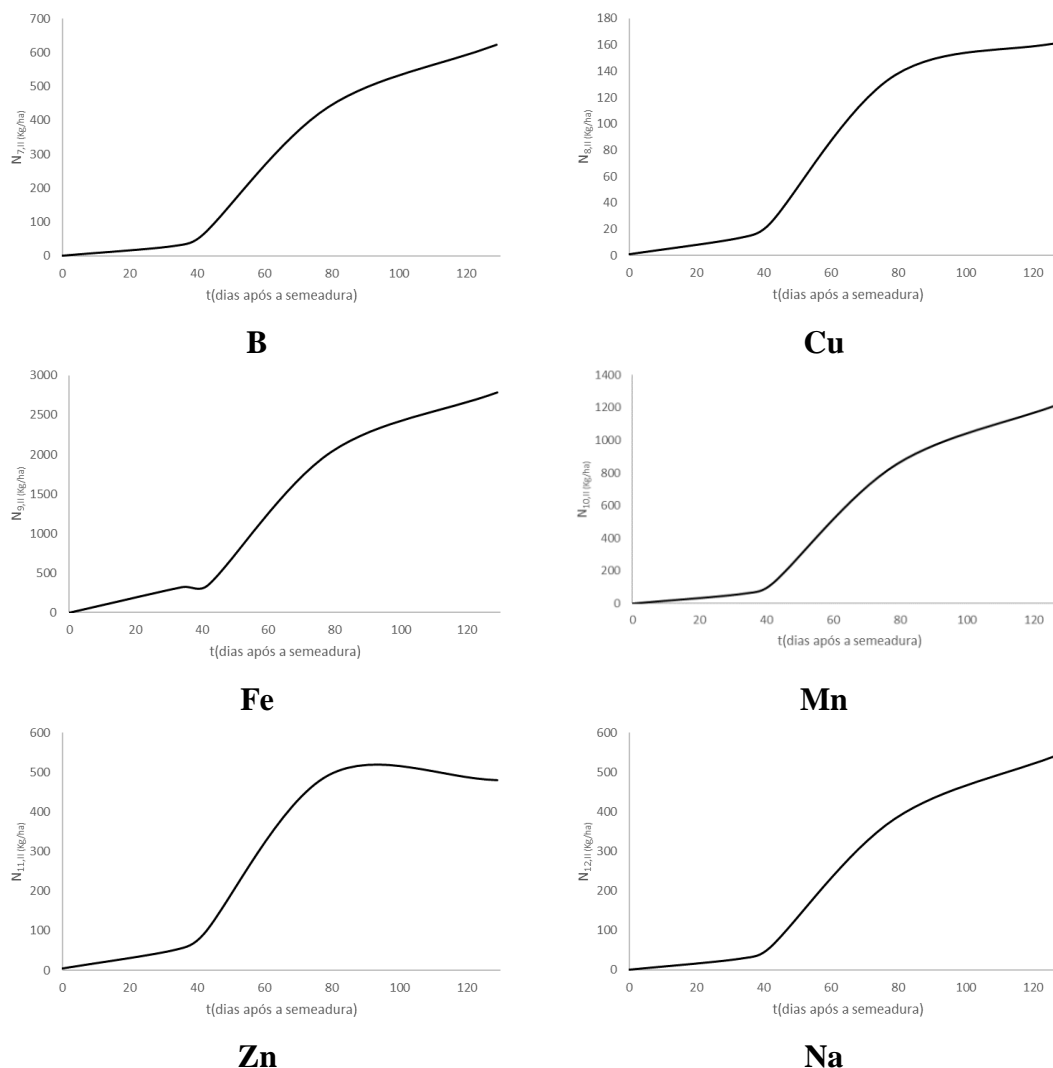 700
600
500
400
300
200
100
0
N7,II (Kg/ha)
0 20 40 60 80 100 120
t(dias após a semeadura)
B
180
160
140
120
100
80
60
40
20
0
N8,II (Kg/ha)
0 20 40 60 80 100 120
t(dias após a semeadura)
Cu
3000
2500
2000
1500
1000
500
0
N9,II (Kg/ha)
0 20 40 60 80 100 120
t(dias após a semeadura)
Fe
1400
1200
1000
800
600
400
200
0
N10,II (Kg/ha)
0 20 40 60 80 100 120
t(dias após a semeadura)
Mn
600
500
400
300
200
100
0
N11,II (Kg/ha)
0 20 40 60 80 100 120
t(dias após a semeadura)
Zn
600
500
400
300
200
100
0
N12,II (Kg/ha)
0 20 40 60 80 100 120
t(dias após a semeadura)
Na